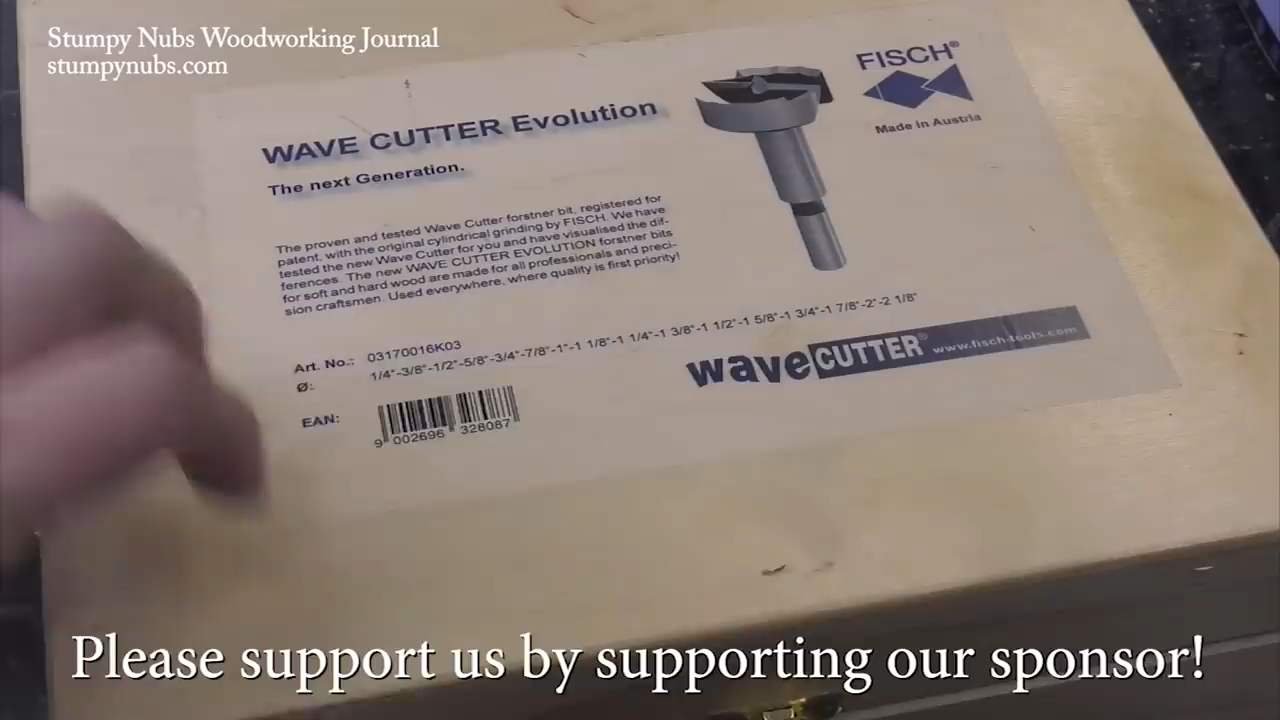 Stumpy Nubs Woodworking Journal
stumpynubs.com
FISCH®
Made in Austria
WAVE CUTTER Evolution
The next Generation.
The proven and tested Wave Cutter forstner bit, registered for
patent, with the original cylindrical grinding by FISCH. We have
tested the new Wave Cutter for you and have visualised the dif-
ferences. The new WAVE CUTTER EVOLUTION forstner bits
for soft and hard wood are made for all professionals and preci-
sion craftsmen. Used everywhere, where quality is first priority!
Art. No.: 03170016K03
Ø: 1/4"-3/8"-1/2"-5/8"-3/4"-7/8"-1"-1 1/8"-1 1/4"-1 3/8"-1 1/2"-1 5/8"-1 3/4"-1 7/8"-2"-2 1/8"
EAN:
9 002696 328087
wave CUTTER® www.fisch-tools.com
Please support us by supporting our sponsor!